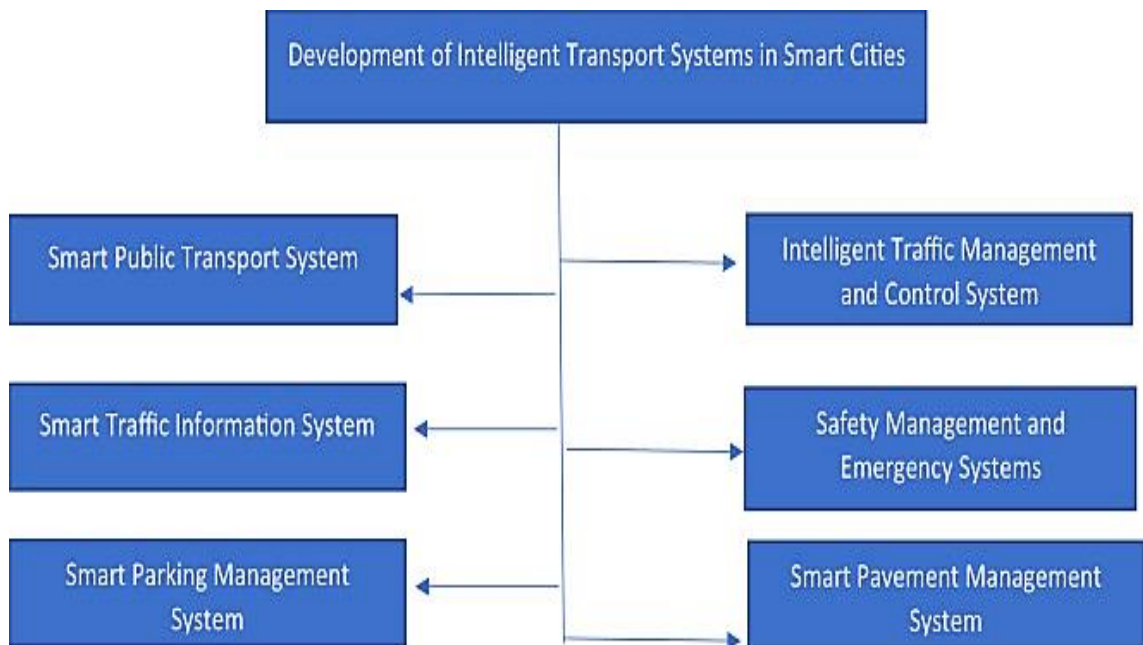 Development of Intelligent Transport Systems in Smart Cities
Smart Public Transport System
Intelligent Traffic Management
and Control System
Smart Traffic Information System
Safety Management and
Emergency Systems
Smart Parking Management
System
Smart Pavement Management
System